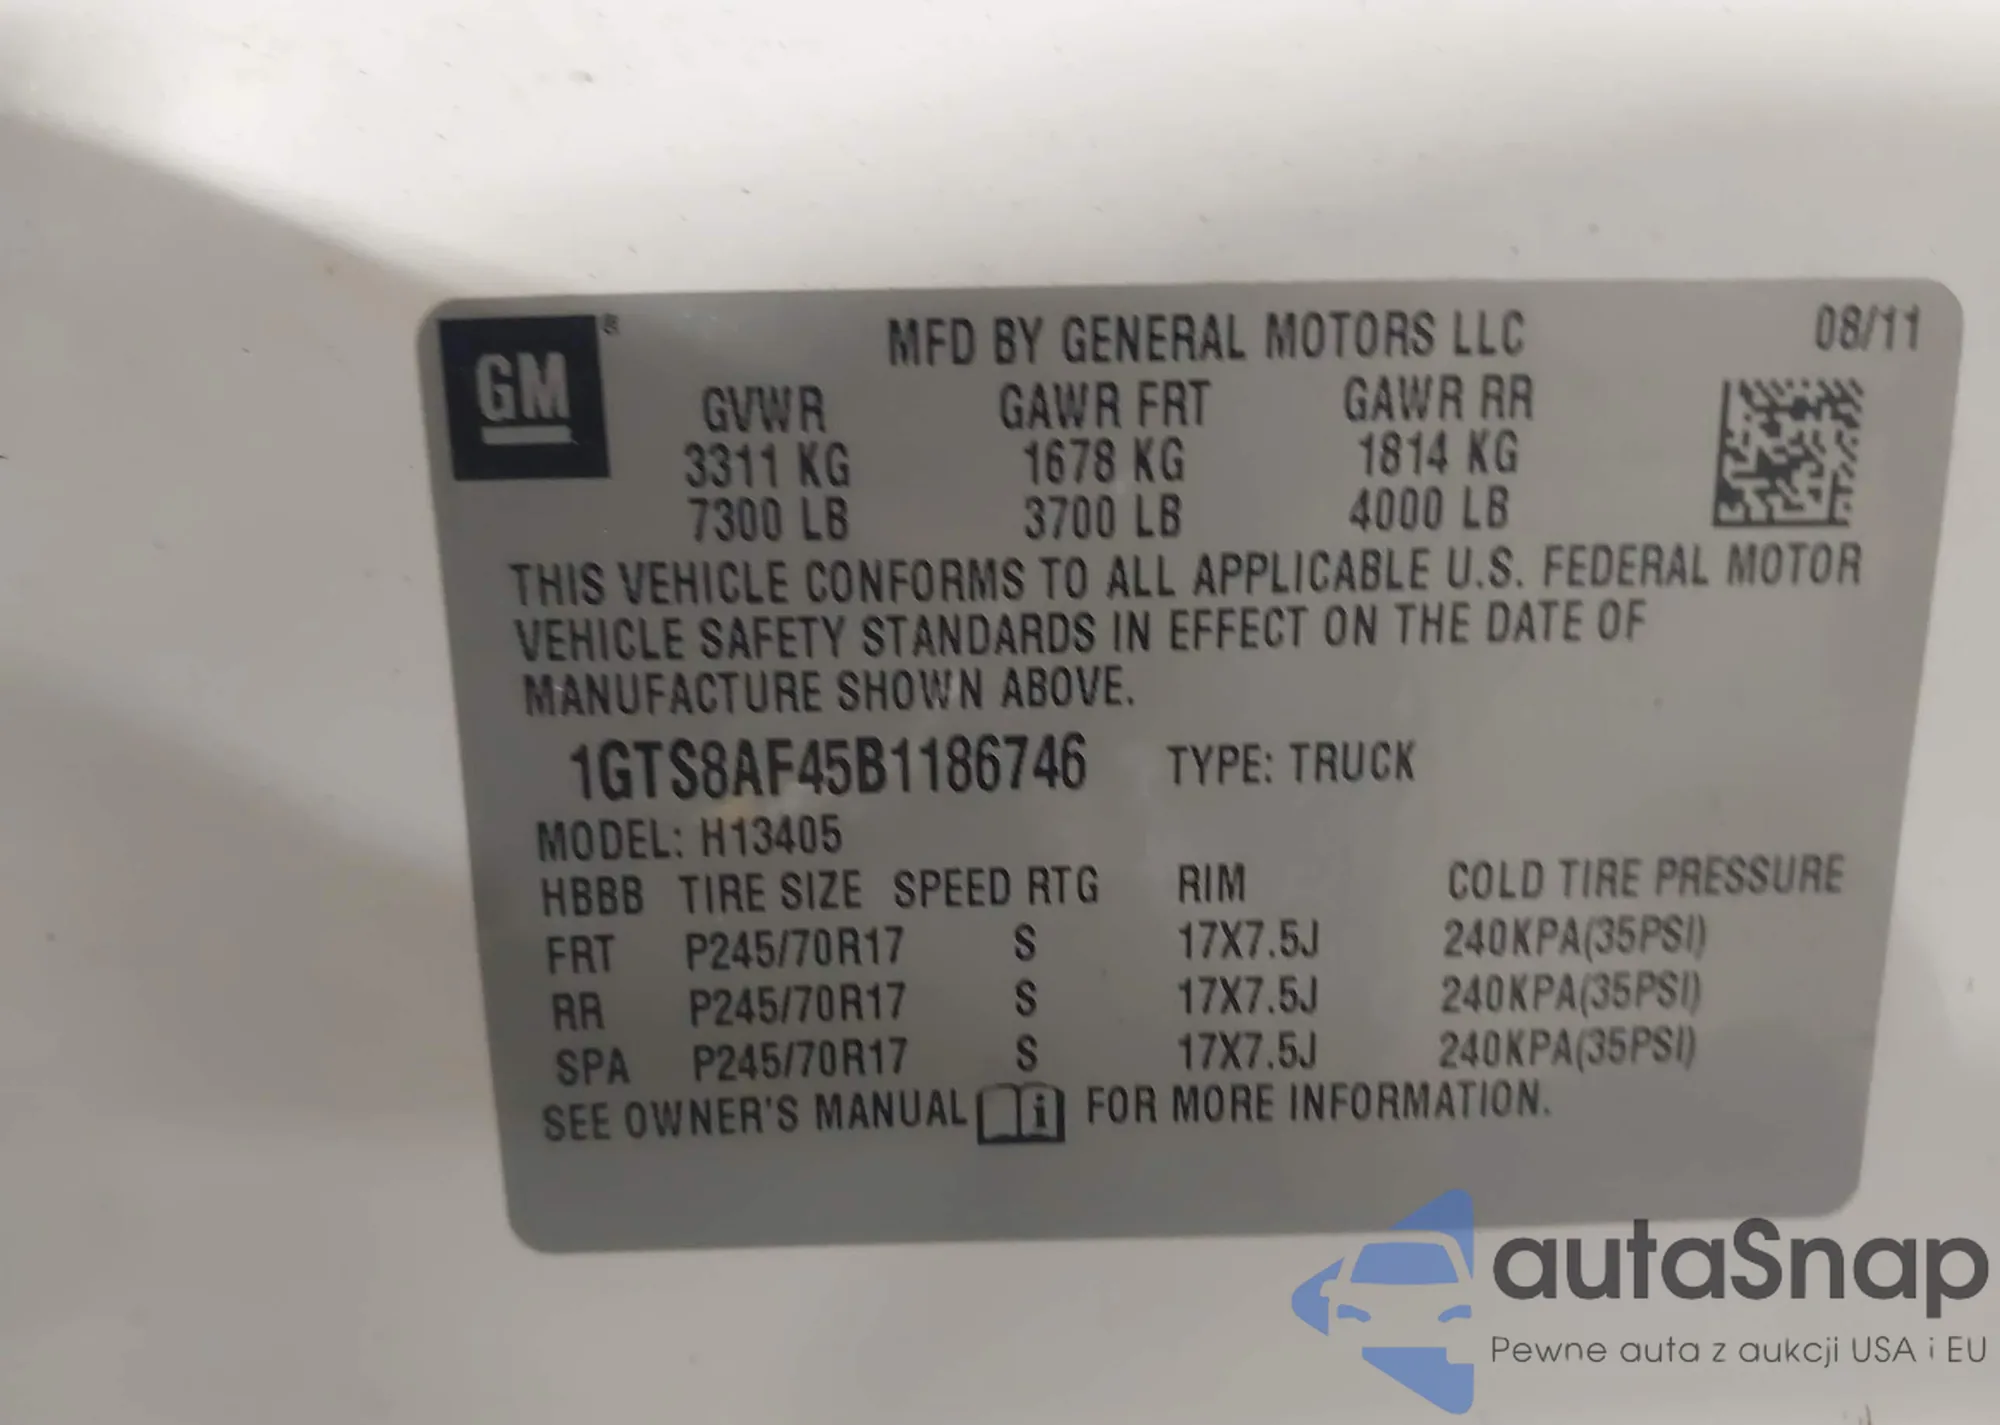 GM®
MFD BY GENERAL MOTORS LLC 08/11
GVWR GAWR FRT GAWR RR
3311 KG 1678 KG 1814 KG
7300 LB 3700 LB 4000 LB
THIS VEHICLE CONFORMS TO ALL APPLICABLE U.S. FEDERAL MOTOR
VEHICLE SAFETY STANDARDS IN EFFECT ON THE DATE OF
MANUFACTURE SHOWN ABOVE.
1GTS8AF45B1186746 TYPE: TRUCK
MODEL: H13405
HBBB TIRE SIZE SPEED RTG RIM COLD TIRE PRESSURE
FRT P245/70R17 S 17X7.5J 240KPA(35PSI)
RR P245/70R17 S 17X7.5J 240KPA(35PSI)
SPA P245/70R17 S 17X7.5J 240KPA(35PSI)
SEE OWNER'S MANUAL i FOR MORE INFORMATION.
autaSnap
Pewne auta z aukcji USA i EU